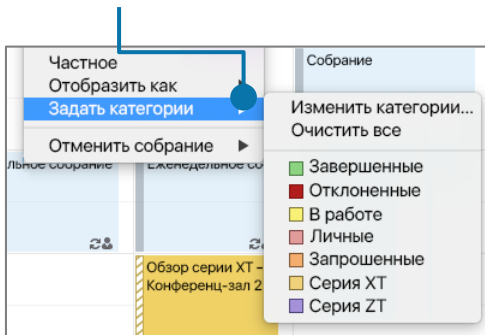 Частное
Отобразить как
Задать категории
Отменить собрание
Собрание
Изменить категории...
Очистить все
Завершенные
Отклоненные
В работе
Личные
Запрошенные
Серия XT
Серия ZT
собрание
Еженедельное со
Обзор серии XT –
Конференц-зал 2